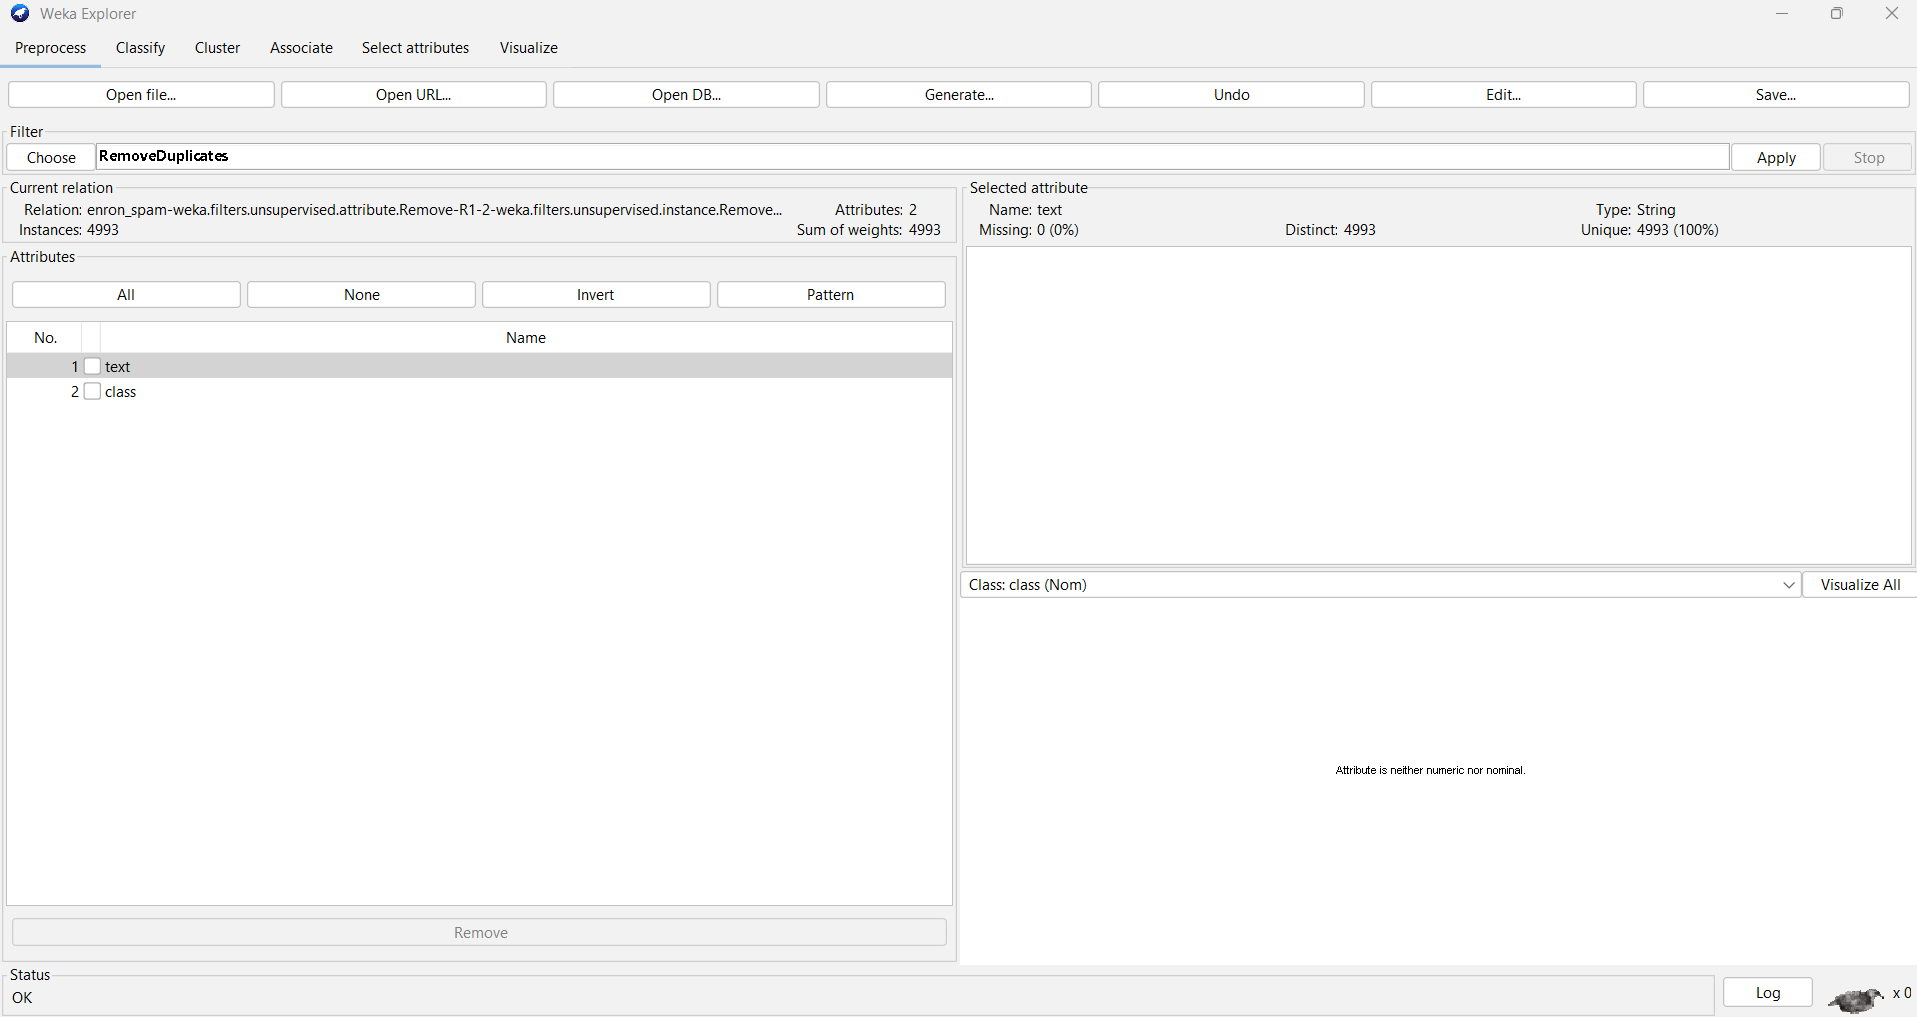 Weka Explorer
Preprocess Classify Cluster Associate Select attributes Visualize
Open file... Open URL... Open DB... Generate... Undo Edit... Save...
Filter
Choose RemoveDuplicates Apply Stop
Current relation
Relation: enron_spam-weka.filters.unsupervised.attribute.Remove-R1-2-weka.filters.unsupervised.instance.Remove... Attributes: 2
Instances: 4993 Sum of weights: 4993
Selected attribute
Name: text Type: String
Missing: 0 (0%) Distinct: 4993 Unique: 4993 (100%)
Attributes
All None Invert Pattern
No. Name
1 text
2 class
Class: class (Nom) Visualize All
Attribute is neither numeric nor nominal.
Remove
Status
OK
Log x 0